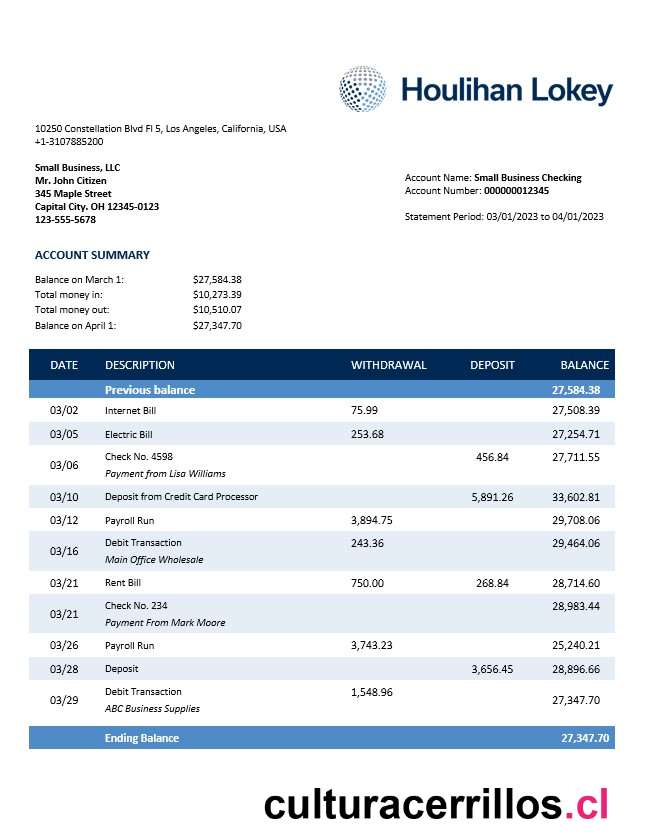 Houlihan Lokey
10250 Constellation Blvd Fl 5, Los Angeles, California, USA
+1-3107885200
Small Business, LLC
Mr. John Citizen
345 Maple Street
Capital City. OH 12345-0123
123-555-5678
Account Name: Small Business Checking
Account Number: 000000012345
Statement Period: 03/01/2023 to 04/01/2023
ACCOUNT SUMMARY
Balance on March 1: $27,584.38
Total money in: $10,273.39
Total money out: $10,510.07
Balance on April 1: $27,347.70
DATE DESCRIPTION WITHDRAWAL DEPOSIT BALANCE
Previous balance 27,584.38
03/02 Internet Bill 75.99 27,508.39
03/05 Electric Bill 253.68 27,254.71
03/06 Check No. 4598 456.84 27,711.55
Payment from Lisa Williams
03/10 Deposit from Credit Card Processor 5,891.26 33,602.81
03/12 Payroll Run 3,894.75 29,708.06
03/16 Debit Transaction 243.36 29,464.06
Main Office Wholesale
03/21 Rent Bill 750.00 268.84 28,714.60
03/21 Check No. 234 28,983.44
Payment From Mark Moore
03/26 Payroll Run 3,743.23 25,240.21
03/28 Deposit 3,656.45 28,896.66
03/29 Debit Transaction 1,548.96 27,347.70
ABC Business Supplies
Ending Balance 27,347.70
culturacerrillos.cl